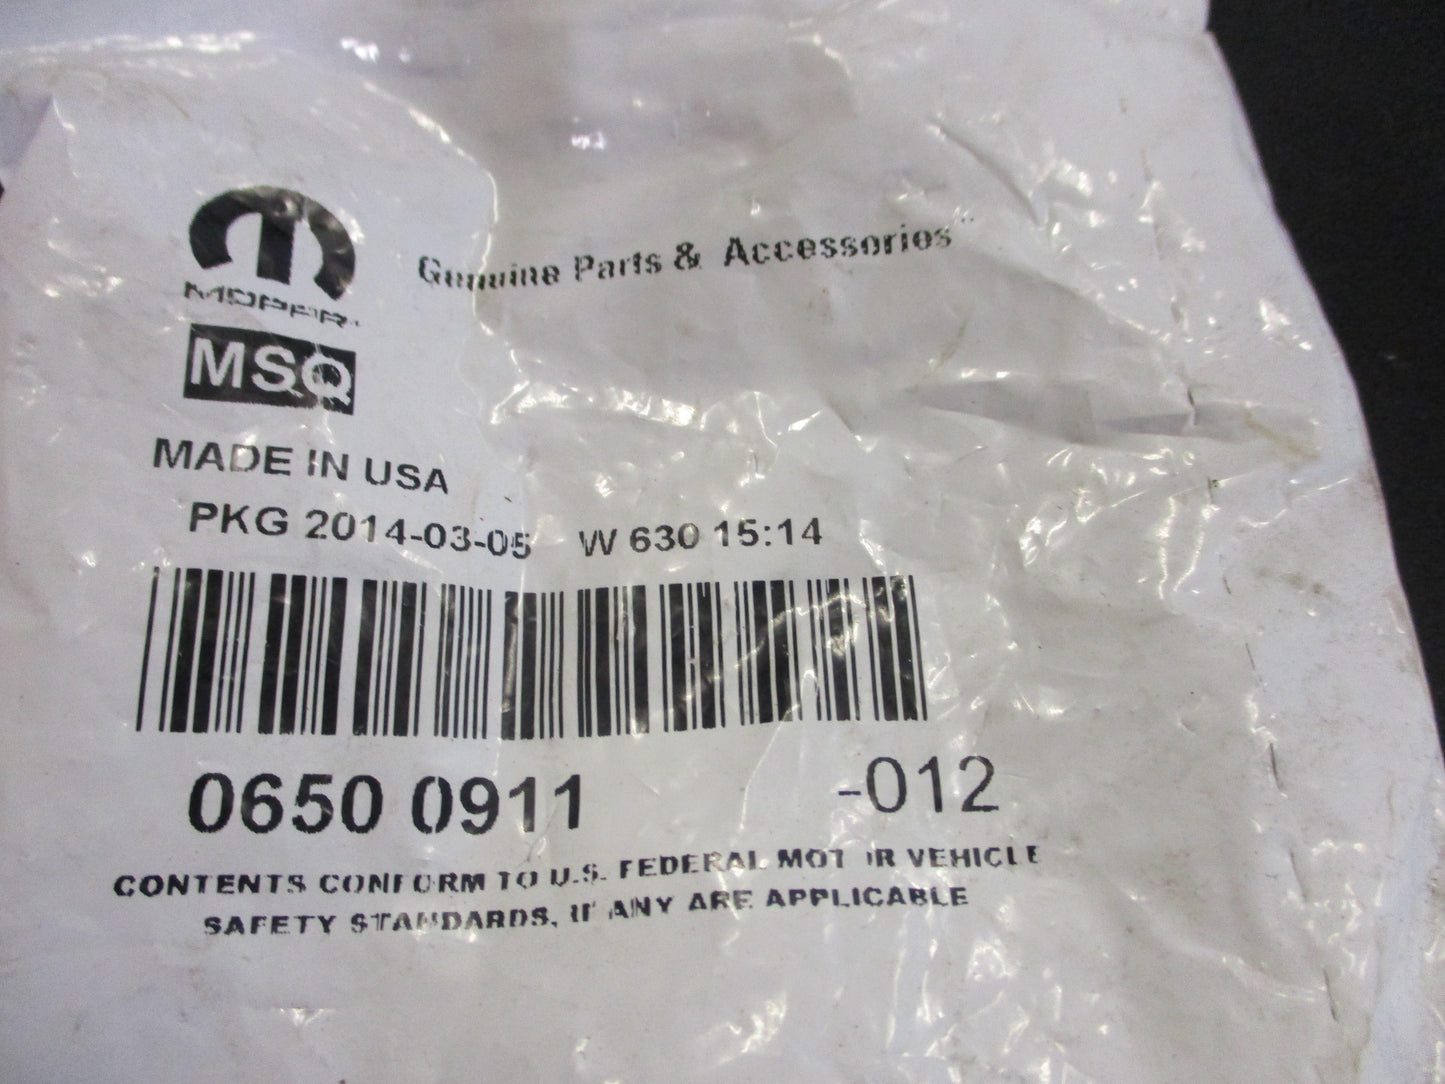 MOPAR
Genuine Parts & Accessories™
MSQ
MADE IN USA
PKG 2014-03-05 W 630 15:14
0650 0911 -012
CONTENTS CONFORM TO U.S. FEDERAL MOTOR VEHICLE
SAFETY STANDARDS, IF ANY ARE APPLICABLE